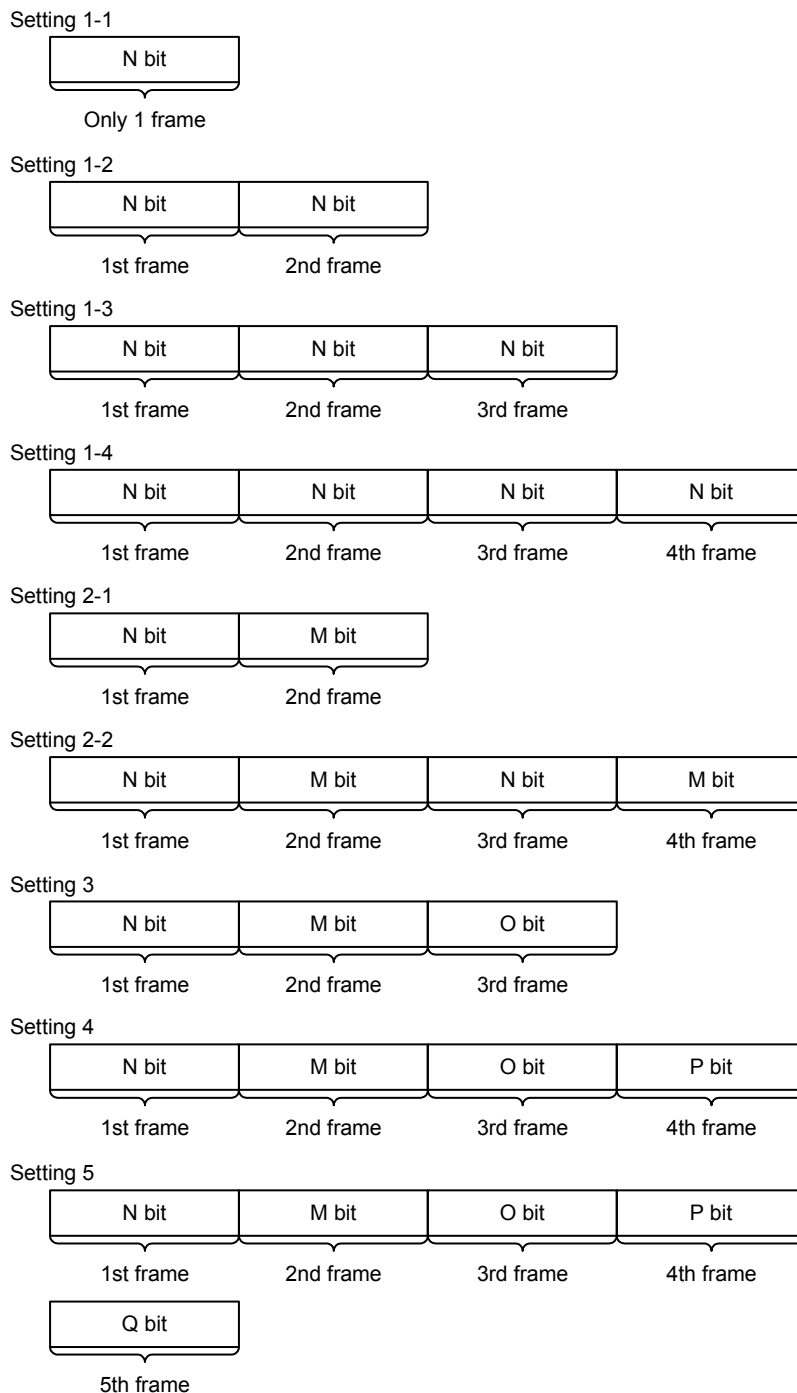 Setting 1-1
N bit
Only 1 frame
Setting 1-2
N bit N bit
1st frame 2nd frame
Setting 1-3
N bit N bit N bit
1st frame 2nd frame 3rd frame
Setting 1-4
N bit N bit N bit N bit
1st frame 2nd frame 3rd frame 4th frame
Setting 2-1
N bit M bit
1st frame 2nd frame
Setting 2-2
N bit M bit N bit M bit
1st frame 2nd frame 3rd frame 4th frame
Setting 3
N bit M bit O bit
1st frame 2nd frame 3rd frame
Setting 4
N bit M bit O bit P bit
1st frame 2nd frame 3rd frame 4th frame
Setting 5
N bit M bit O bit P bit
1st frame 2nd frame 3rd frame 4th frame
Q bit
5th frame